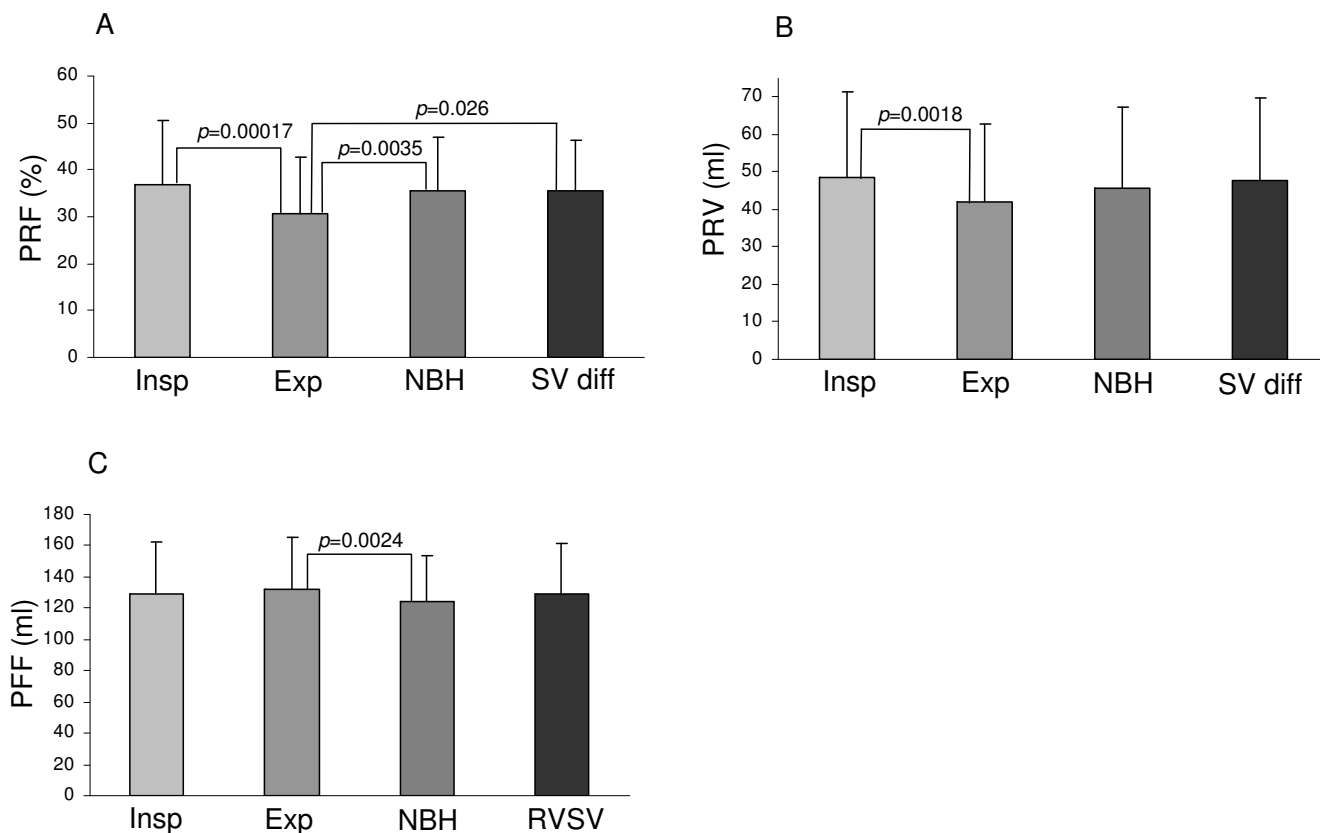 A
60
50
40
30
20
10
0
PRF (%)
p=0.00017
p=0.026
p=0.0035
Insp Exp NBH SV diff
B
70
60
50
40
30
20
10
0
PRV (ml)
p=0.0018
Insp Exp NBH SV diff
C
180
160
140
120
100
80
60
40
20
0
PFF (ml)
p=0.0024
Insp Exp NBH RVSV